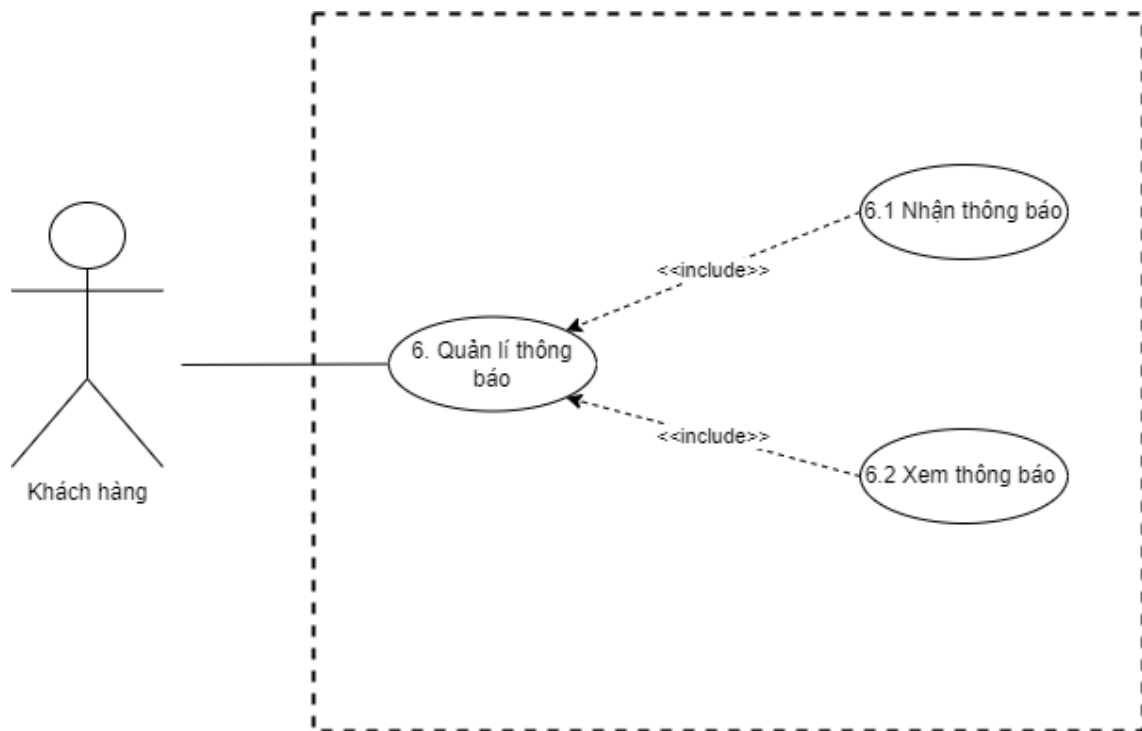 6.1 Nhận thông báo
<<include>>
6. Quản lí thông
báo
<<include>>
6.2 Xem thông báo
Khách hàng